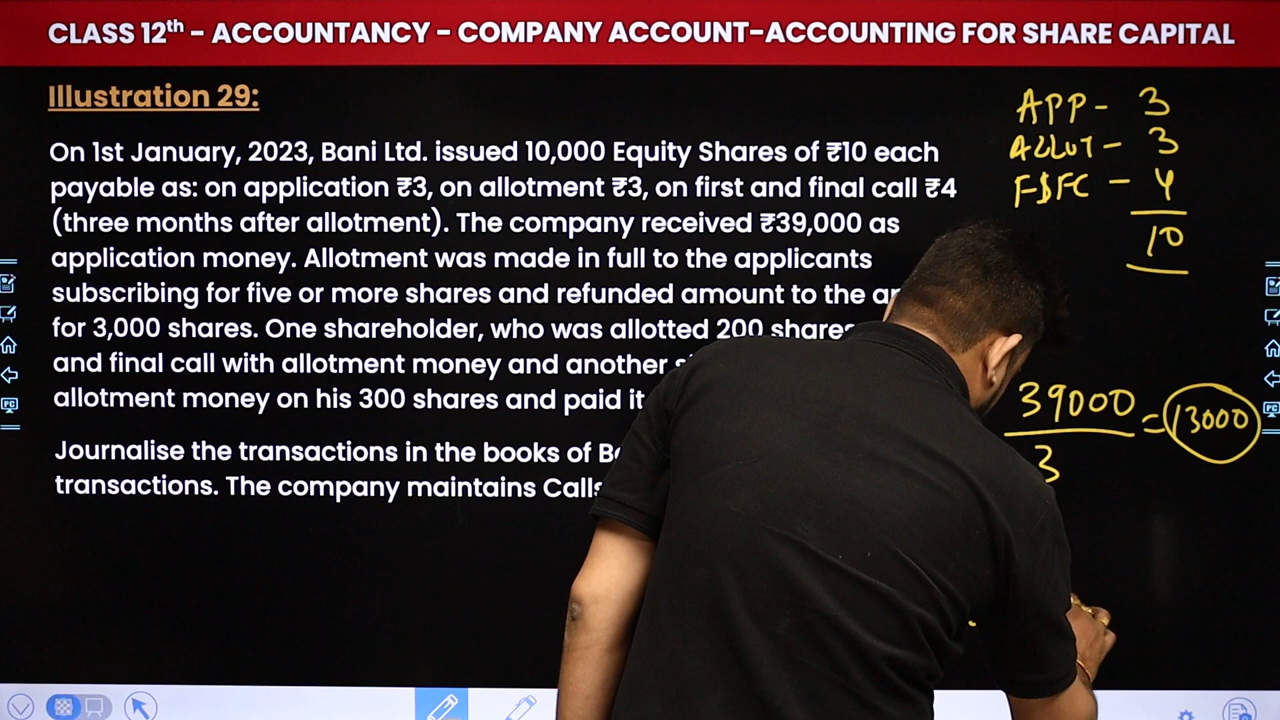 CLASS 12th - ACCOUNTANCY - COMPANY ACCOUNT-ACCOUNTING FOR SHARE CAPITAL
Illustration 29:
On 1st January, 2023, Bani Ltd. issued 10,000 Equity Shares of ₹10 each
payable as: on application ₹3, on allotment ₹3, on first and final call ₹4
(three months after allotment). The company received ₹39,000 as
application money. Allotment was made in full to the applicants
subscribing for five or more shares and refunded amount to the
for 3,000 shares. One shareholder, who was allotted 200 shares
and final call with allotment money and another
allotment money on his 300 shares and paid it
Journalise the transactions in the books of
transactions. The company maintains Calls
APP - 3
ALLOT - 3
F&FC - 4
10
39000
= 13000
3